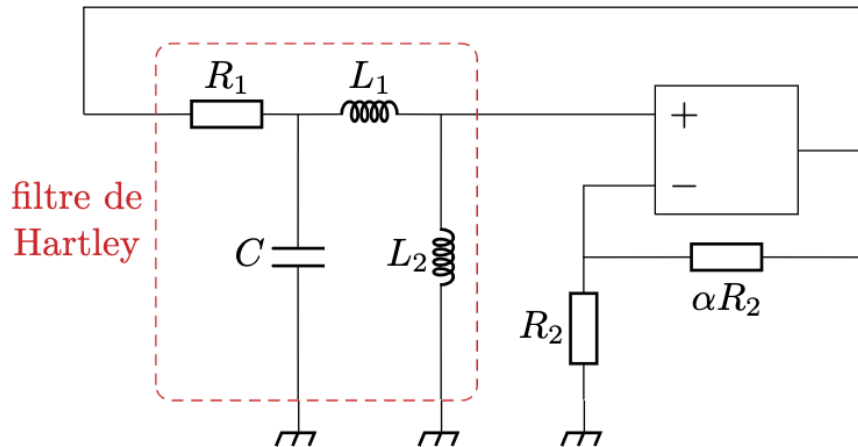 R₁
L₁
+
−
filtre de
Hartley
C
L₂
αR₂
R₂